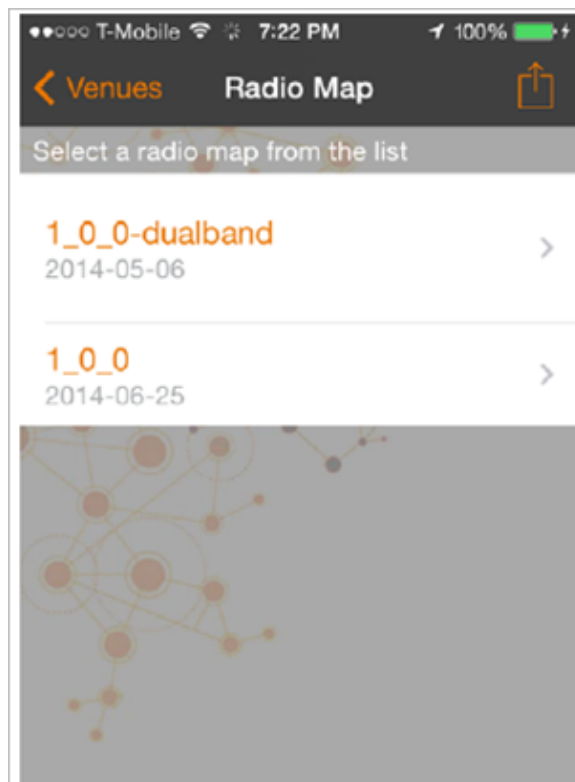 T-Mobile 7:22 PM 100%
Venues Radio Map
Select a radio map from the list
1_0_0-dualband
2014-05-06
1_0_0
2014-06-25